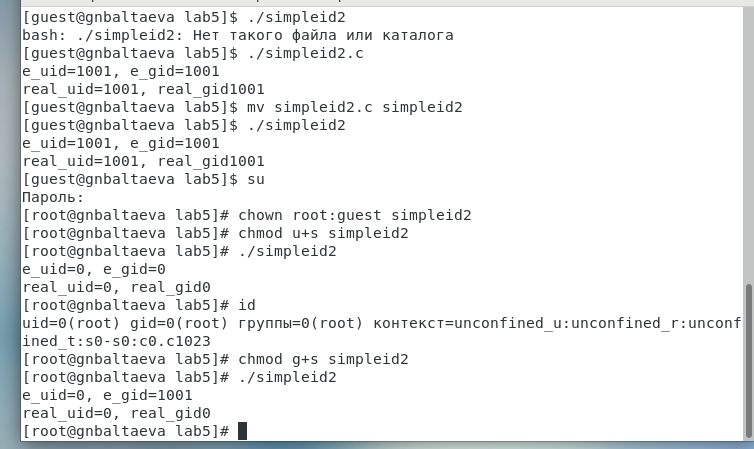 [guest@gnbaltaeva lab5]$ ./simpleid2
bash: ./simpleid2: Нет такого файла или каталога
[guest@gnbaltaeva lab5]$ ./simpleid2.c
e_uid=1001, e_gid=1001
real_uid=1001, real_gid1001
[guest@gnbaltaeva lab5]$ mv simpleid2.c simpleid2
[guest@gnbaltaeva lab5]$ ./simpleid2
e_uid=1001, e_gid=1001
real_uid=1001, real_gid1001
[guest@gnbaltaeva lab5]$ su
Пароль:
[root@gnbaltaeva lab5]# chown root:guest simpleid2
[root@gnbaltaeva lab5]# chmod u+s simpleid2
[root@gnbaltaeva lab5]# ./simpleid2
e_uid=0, e_gid=0
real_uid=0, real_gid0
[root@gnbaltaeva lab5]# id
uid=0(root) gid=0(root) группы=0(root) контекст=unconfined_u:unconfined_r:unconf
ined_t:s0-s0:c0.c1023
[root@gnbaltaeva lab5]# chmod g+s simpleid2
[root@gnbaltaeva lab5]# ./simpleid2
e_uid=0, e_gid=1001
real_uid=0, real_gid0
[root@gnbaltaeva lab5]#